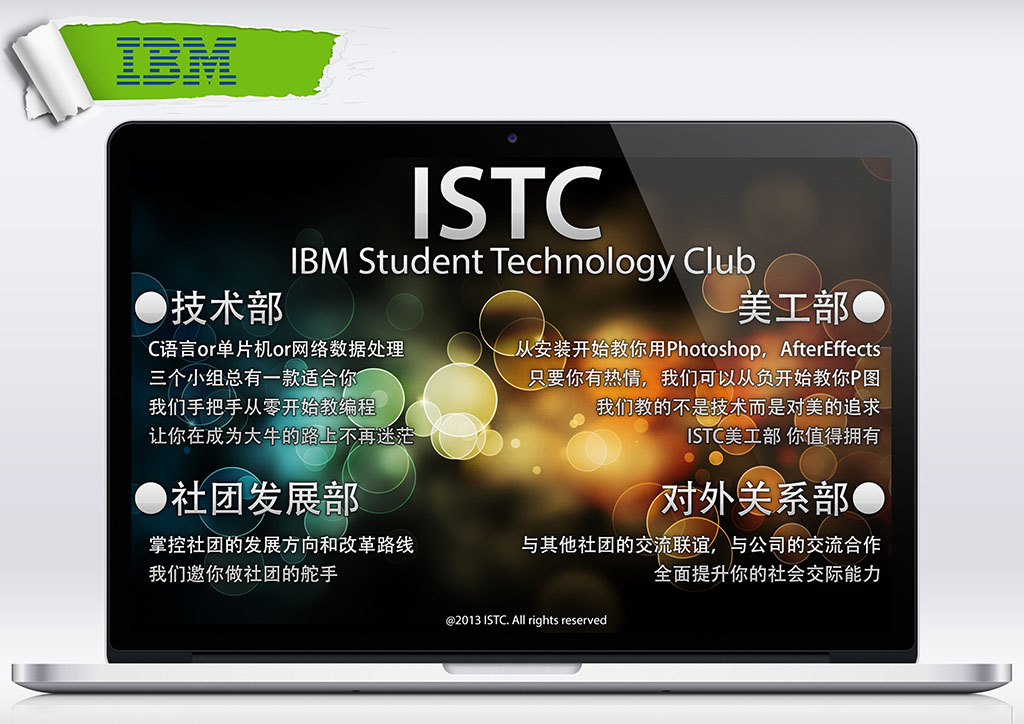 IBM
ISTC
IBM Student Technology Club
技术部
C语言or单片机or网络数据处理
三个小组总有一款适合你
我们手把手从零开始教编程
让你在成为大牛的路上不再迷茫
美工部
从安装开始教你用Photoshop，AfterEffects
只要你有热情，我们可以从负开始教你P图
我们教的不是技术而是对美的追求
ISTC美工部 你值得拥有
社团发展部
掌控社团的发展方向和改革路线
我们邀你做社团的舵手
对外关系部
与其他社团的交流联谊，与公司的交流合作
全面提升你的社会交际能力
@2013 ISTC. All rights reserved